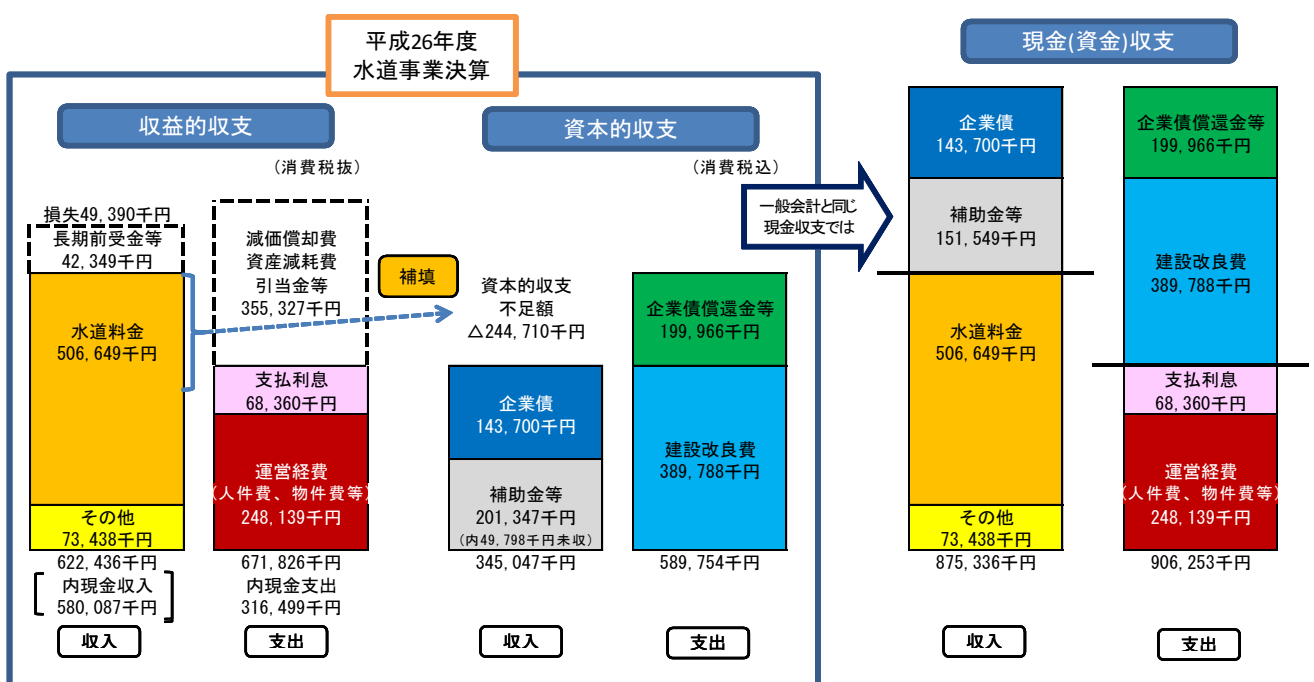 平成26年度
水道事業決算
収益的収支
(消費税抜)
損失49,390千円
長期前受金等
42,349千円
水道料金
506,649千円
その他
73,438千円
622,436千円
内現金収入
580,087千円
収入
減価償却費
資産減耗費
引当金等
355,327千円
支払利息
68,360千円
運営経費
(人件費、物件費等)
248,139千円
671,826千円
内現金支出
316,499千円
支出
補填
資本的収支
(消費税込)
資本的収支
不足額
△244,710千円
企業債
143,700千円
補助金等
201,347千円
(内49,798千円未収)
345,047千円
収入
企業債償還金等
199,966千円
建設改良費
389,788千円
589,754千円
支出
一般会計と同じ
現金収支では
現金(資金)収支
企業債
143,700千円
補助金等
151,549千円
水道料金
506,649千円
その他
73,438千円
875,336千円
収入
企業債償還金等
199,966千円
建設改良費
389,788千円
支払利息
68,360千円
運営経費
(人件費、物件費等)
248,139千円
906,253千円
支出